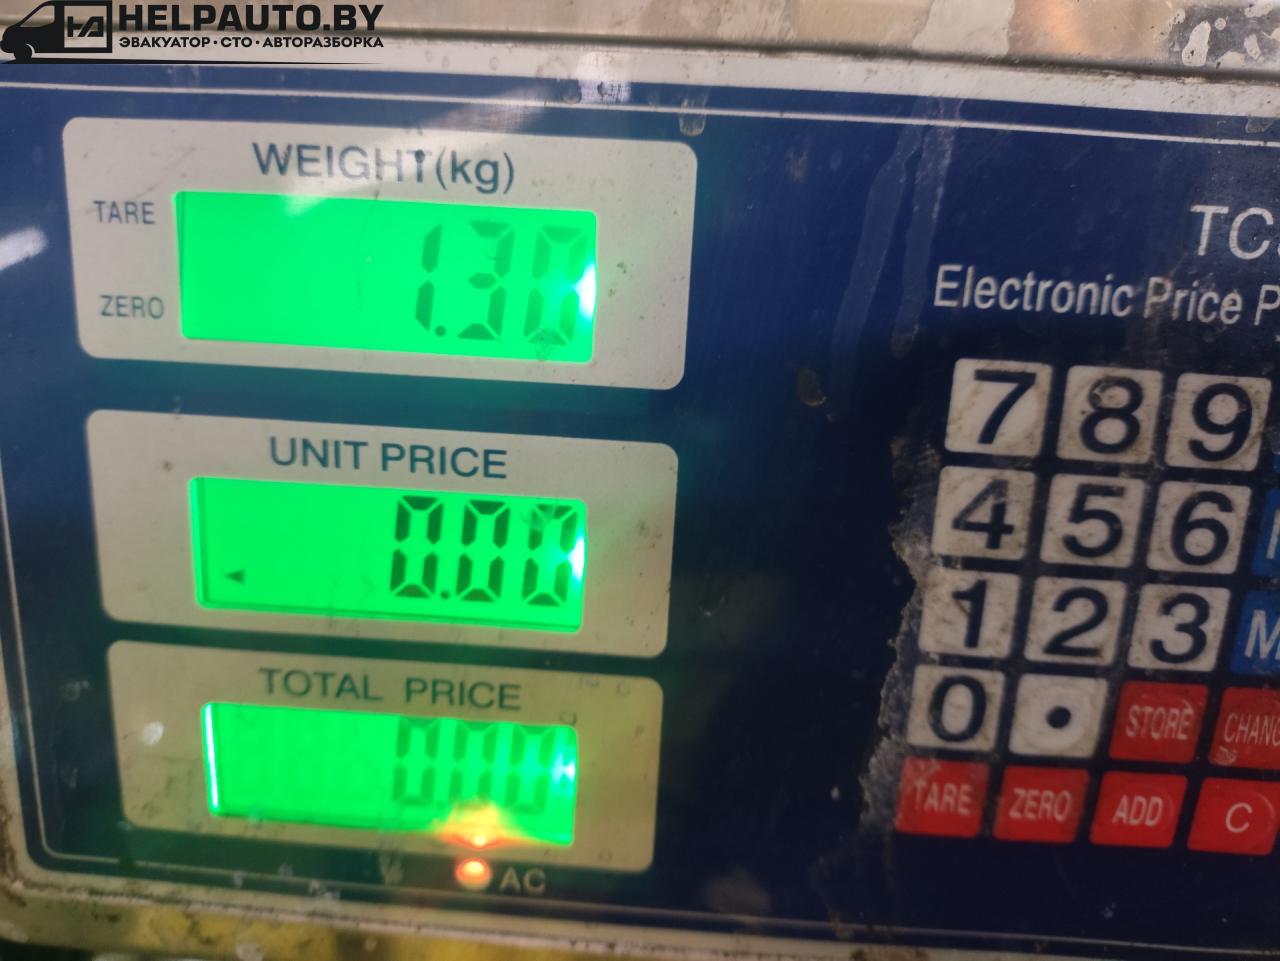 HELPAUTO.BY
ЭВАКУАТОР · СТО · АВТОРАЗБОРКА
WEIGHT(kg)
TARE
1.30
ZERO
UNIT PRICE
0.00
TOTAL PRICE
0.00
AC
Electronic Price
7 8 9
4 5 6
1 2 3
0 .
STORE
TARE ZERO ADD C